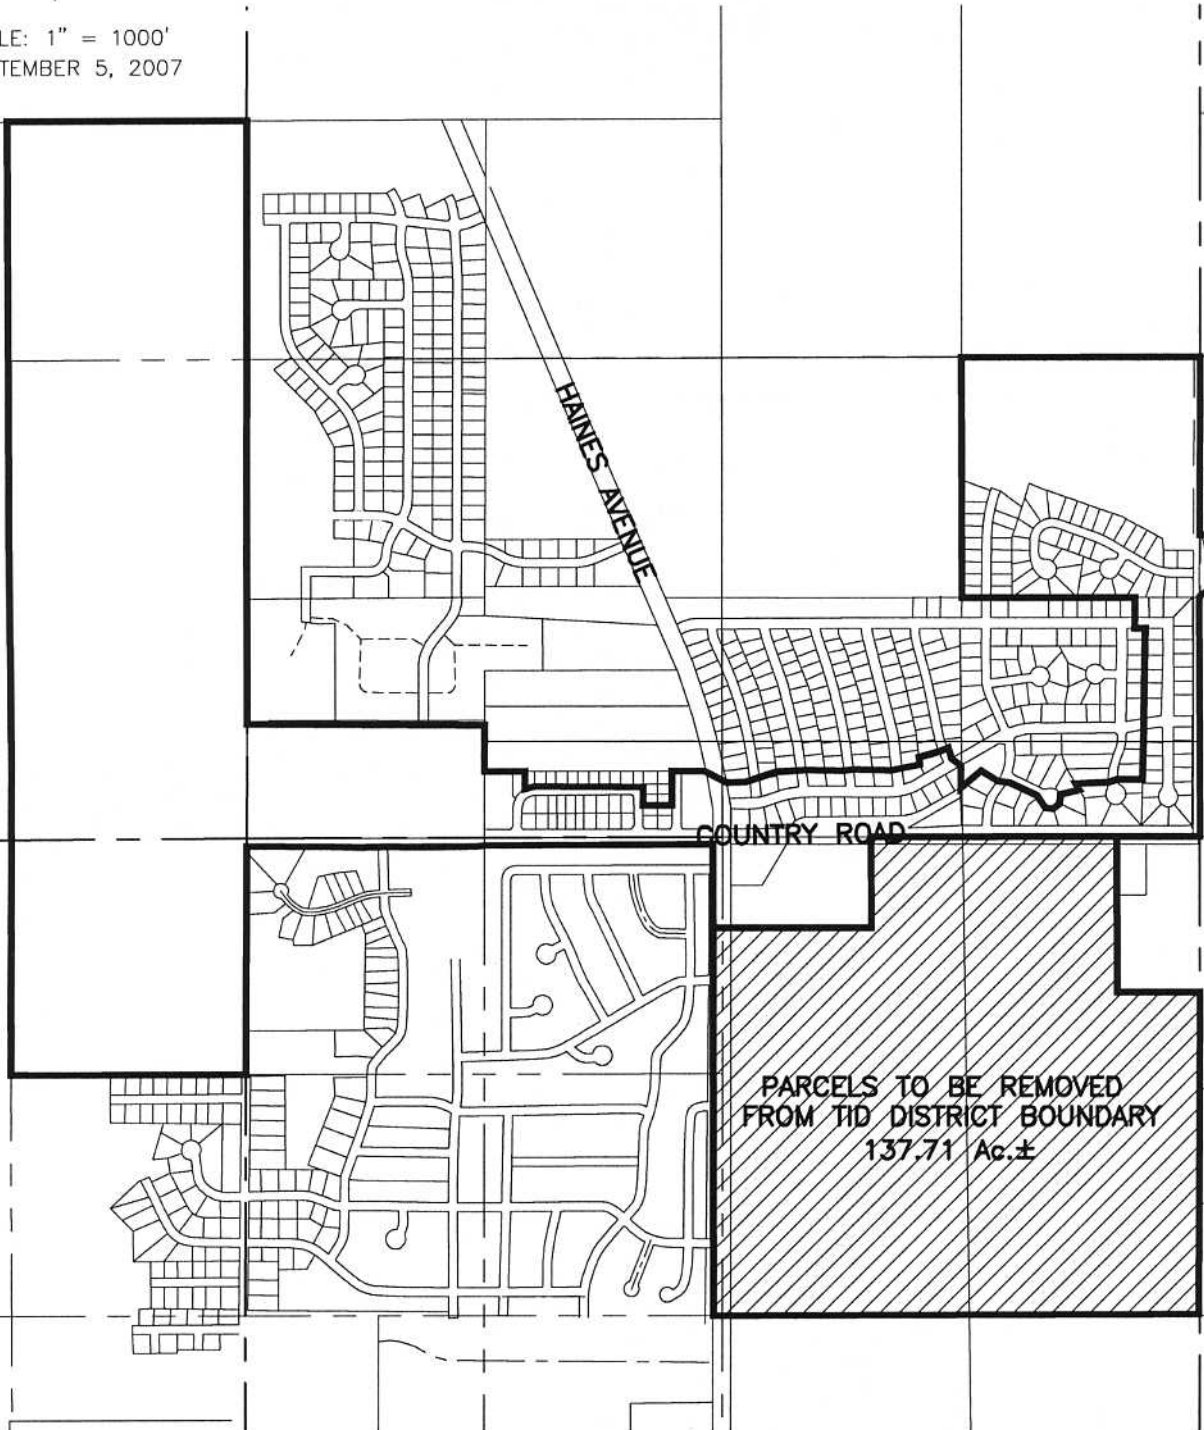 LE: 1" = 1000'
TEMBER 5, 2007
HAINES AVENUE
COUNTRY ROAD
PARCELS TO BE REMOVED
FROM TID DISTRICT BOUNDARY
137.71 Ac.±